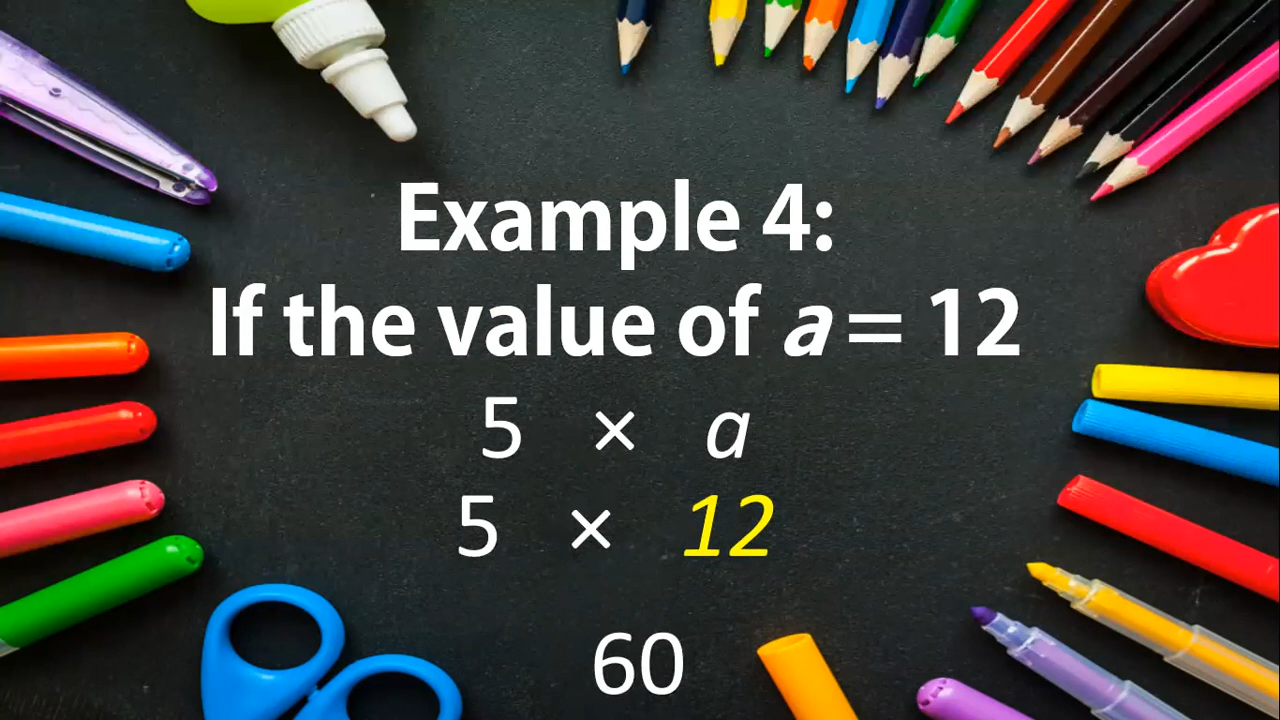 Example 4:
If the value of a = 12
5 × a
5 × 12
60